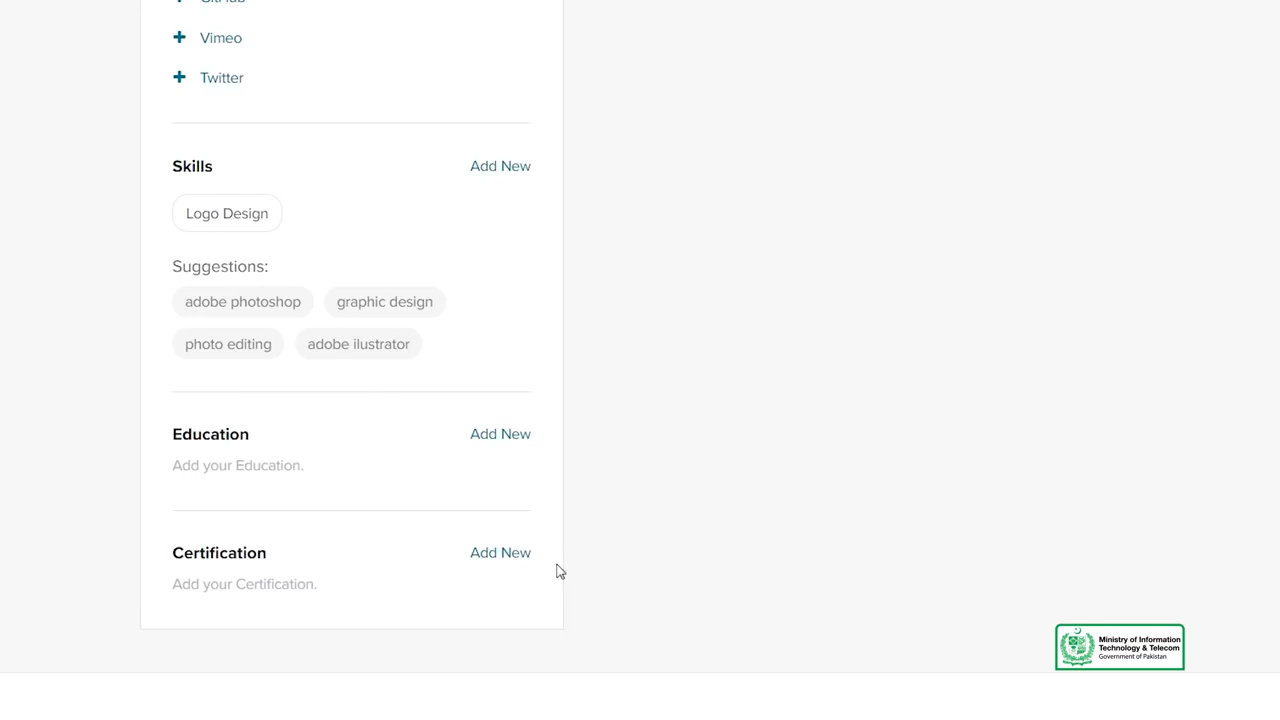 GitHub
Vimeo
Twitter
Skills
Add New
Logo Design
Suggestions:
adobe photoshop
graphic design
photo editing
adobe ilustrator
Education
Add New
Add your Education.
Certification
Add New
Add your Certification.
Ministry of Information
Technology & Telecom
Government of Pakistan